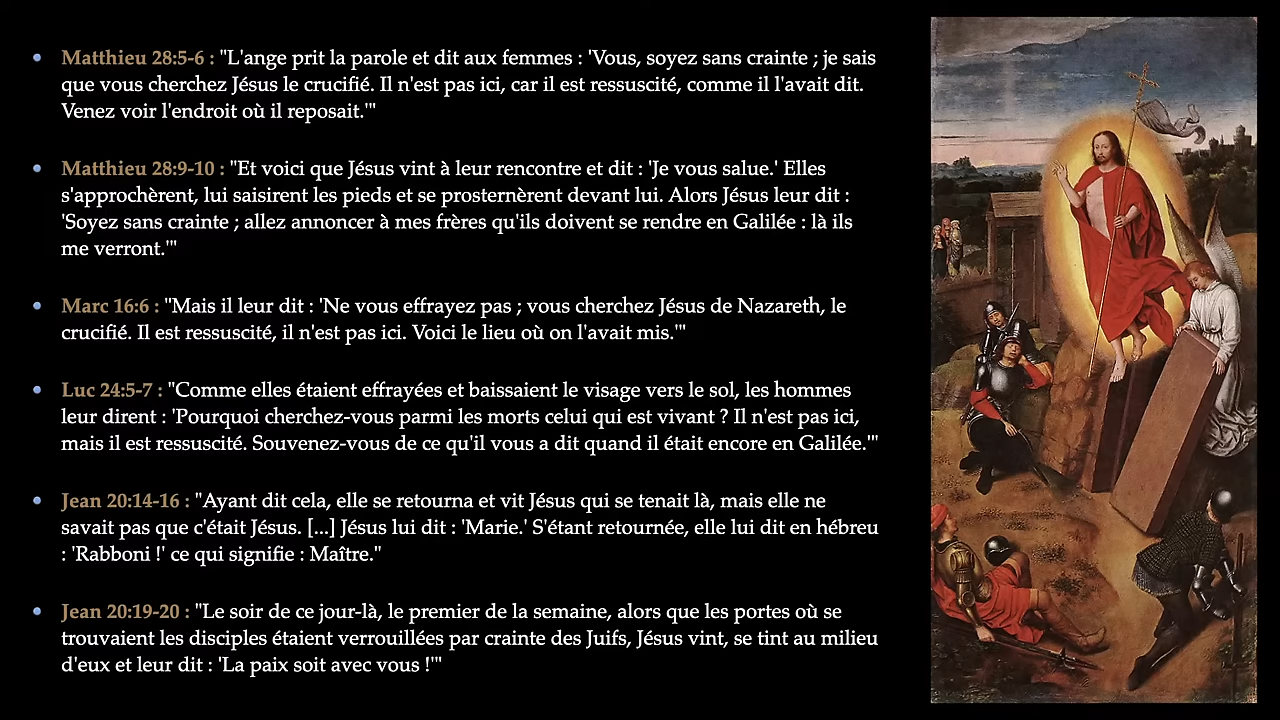 • Matthieu 28:5-6 : "L'ange prit la parole et dit aux femmes : 'Vous, soyez sans crainte ; je sais
que vous cherchez Jésus le crucifié. Il n'est pas ici, car il est ressuscité, comme il l'avait dit.
Venez voir l'endroit où il reposait.'"
• Matthieu 28:9-10 : "Et voici que Jésus vint à leur rencontre et dit : 'Je vous salue.' Elles
s'approchèrent, lui saisirent les pieds et se prosternèrent devant lui. Alors Jésus leur dit :
'Soyez sans crainte ; allez annoncer à mes frères qu'ils doivent se rendre en Galilée : là ils
me verront.'"
• Marc 16:6 : "Mais il leur dit : 'Ne vous effrayez pas ; vous cherchez Jésus de Nazareth, le
crucifié. Il est ressuscité, il n'est pas ici. Voici le lieu où on l'avait mis.'"
• Luc 24:5-7 : "Comme elles étaient effrayées et baissaient le visage vers le sol, les hommes
leur dirent : 'Pourquoi cherchez-vous parmi les morts celui qui est vivant ? Il n'est pas ici,
mais il est ressuscité. Souvenez-vous de ce qu'il vous a dit quand il était encore en Galilée.'"
• Jean 20:14-16 : "Ayant dit cela, elle se retourna et vit Jésus qui se tenait là, mais elle ne
savait pas que c'était Jésus. [...] Jésus lui dit : 'Marie.' S'étant retournée, elle lui dit en hébreu
: 'Rabboni !' ce qui signifie : Maître."
• Jean 20:19-20 : "Le soir de ce jour-là, le premier de la semaine, alors que les portes où se
trouvaient les disciples étaient verrouillées par crainte des Juifs, Jésus vint, se tint au milieu
d'eux et leur dit : 'La paix soit avec vous !'"